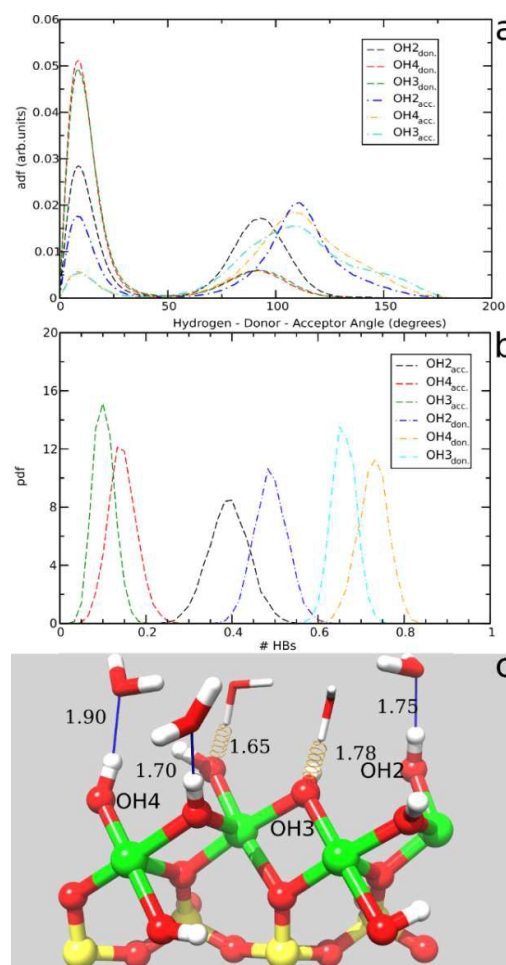 a
0.06
0.05
0.04
0.03
0.02
0.01
0
adf (arb.units)
OH2don.
OH4don.
OH3don.
OH2acc.
OH4acc.
OH3acc.
0 50 100 150 200
Hydrogen - Donor - Acceptor Angle (degrees)
b
20
16
12
8
4
0
pdf
OH2acc.
OH4acc.
OH3acc.
OH2don.
OH4don.
OH3don.
0 0.2 0.4 0.6 0.8 1
# HBs
c
1.90
1.70
1.65
1.78
1.75
OH4
OH3
OH2